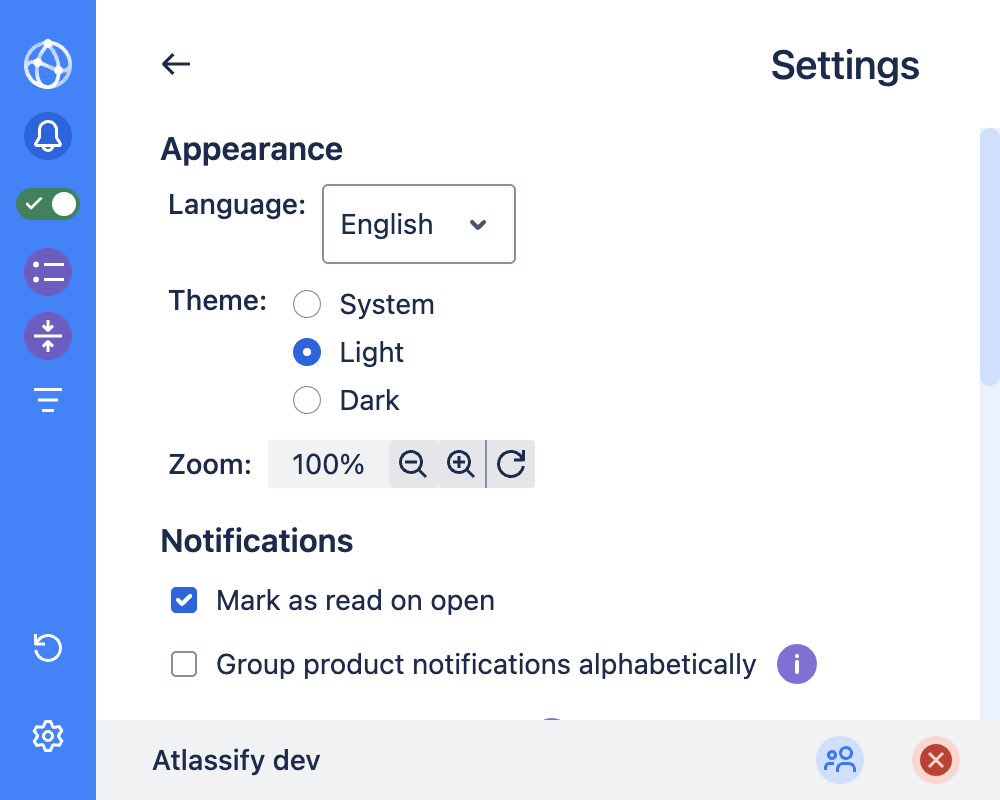 Settings
Appearance
Language:
English
Theme:
System
Light
Dark
Zoom:
100%
Notifications
Mark as read on open
Group product notifications alphabetically
Atlassify dev